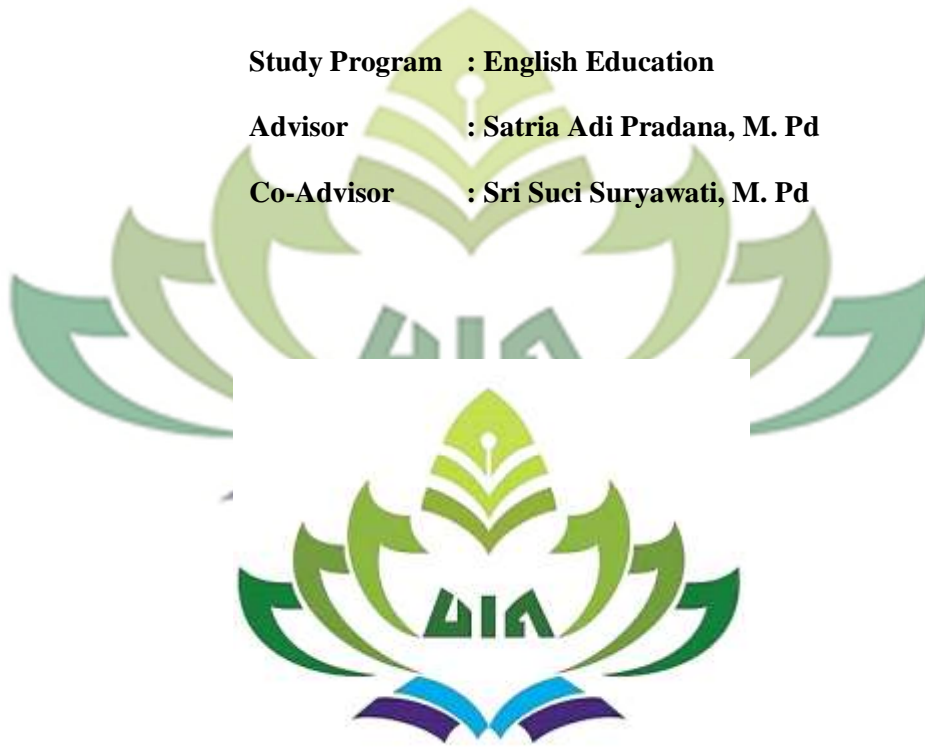 Study Program : English Education
Advisor : Satria Adi Pradana, M. Pd
Co-Advisor : Sri Suci Suryawati, M. Pd
UIN